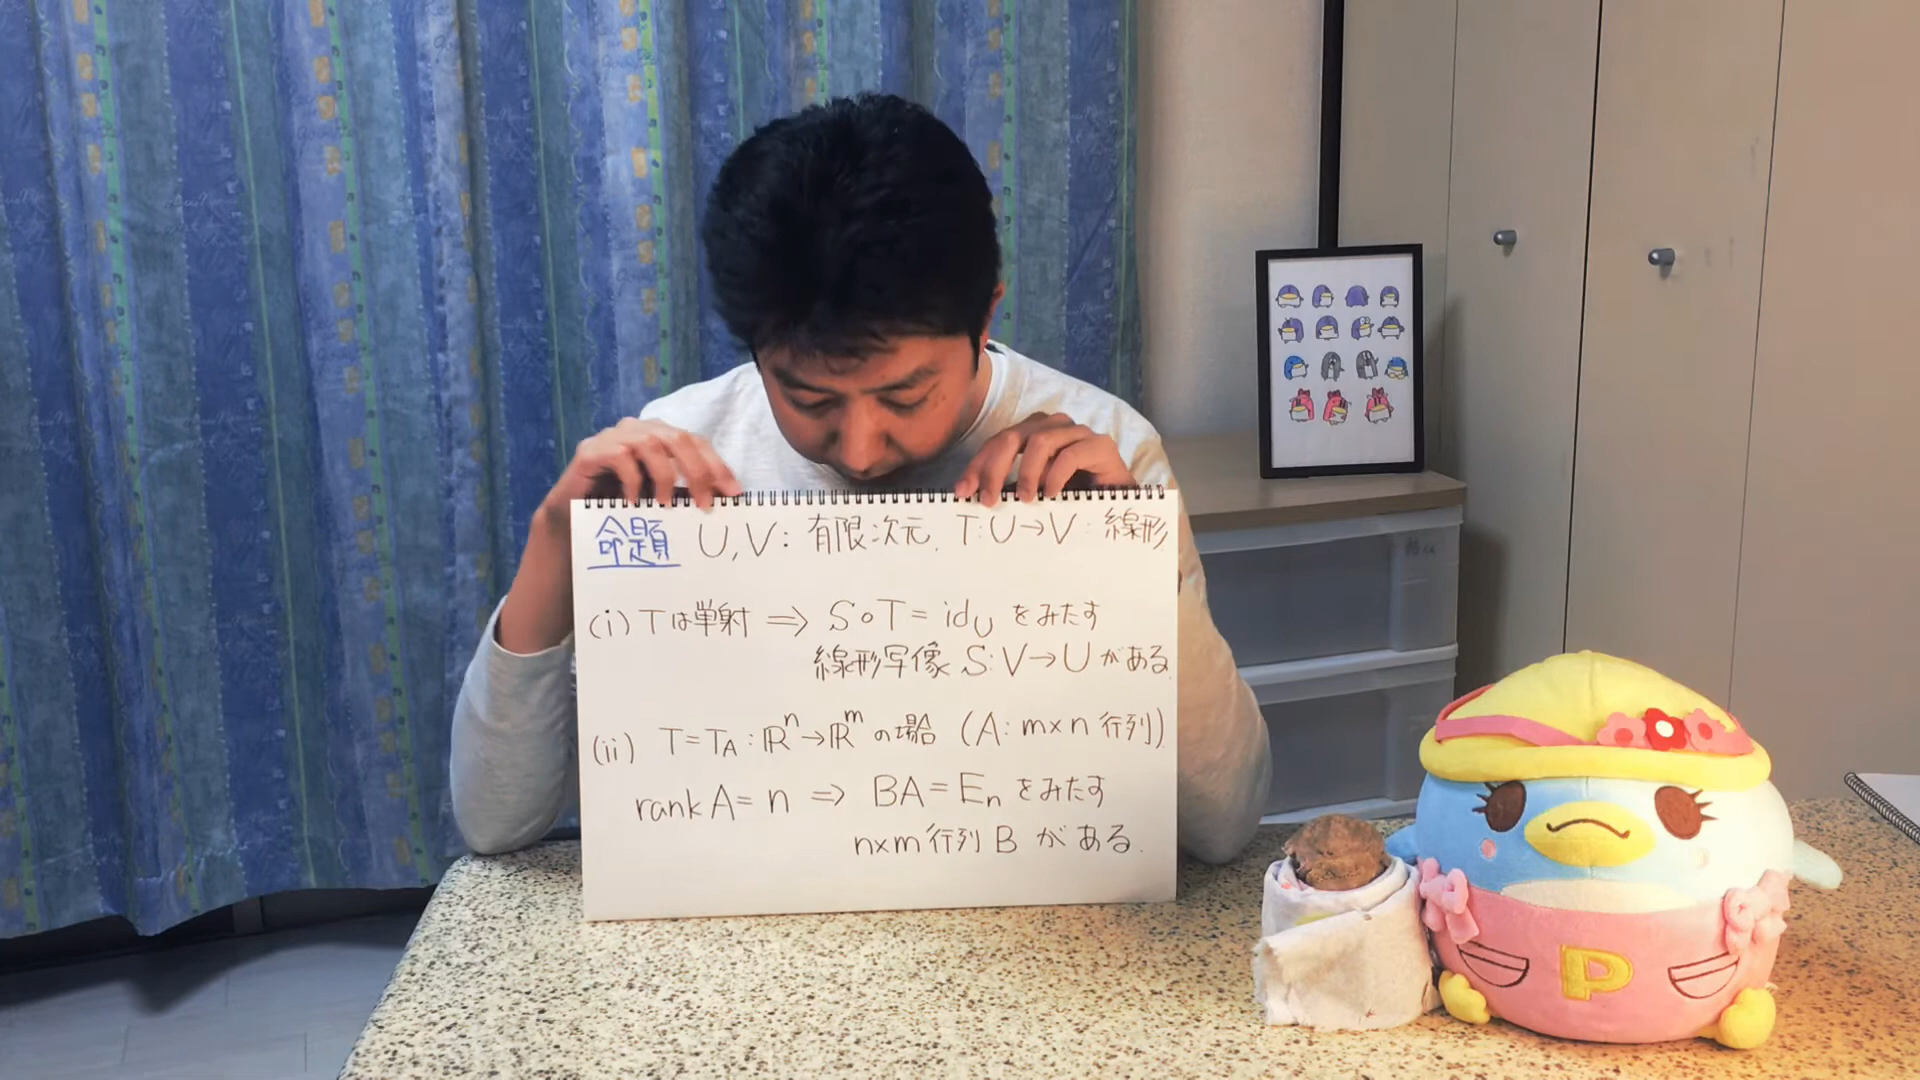 命題 U, V: 有限次元, T: U→V: 線形
(i) Tは単射 ⇒ S∘T = id_U をみたす
線形写像 S: V→U がある.
(ii) T = T_A : ℝ^n→ℝ^m の場合 (A: m×n 行列)
rank A = n ⇒ BA = E_n をみたす
n×m 行列 B がある.
P